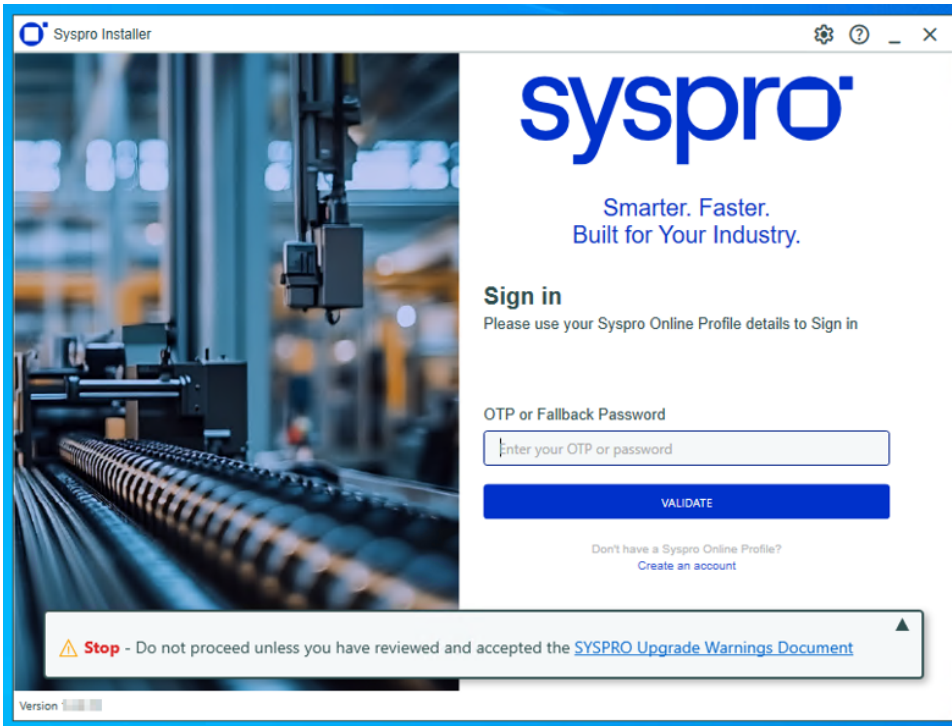 Syspro Installer
syspro
Smarter. Faster.
Built for Your Industry.
Sign in
Please use your Syspro Online Profile details to Sign in
OTP or Fallback Password
Enter your OTP or password
VALIDATE
Don't have a Syspro Online Profile?
Create an account
Stop - Do not proceed unless you have reviewed and accepted the SYSPRO Upgrade Warnings Document
Version